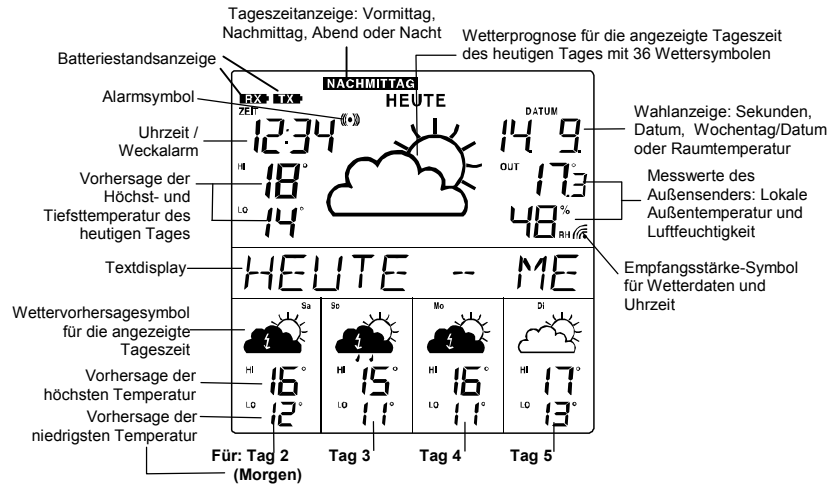 Tageszeitanzeige: Vormittag,
Nachmittag, Abend oder Nacht
Wetterprognose für die angezeigte Tageszeit
des heutigen Tages mit 36 Wettersymbolen
Batteriestandsanzeige
Alarmsymbol
Uhrzeit /
Weckalarm
Vorhersage der
Höchst- und
Tiefsttemperatur des
heutigen Tages
Textdisplay
Wettervorhersagesymbol
für die angezeigte
Tageszeit
Vorhersage der
höchsten Temperatur
Vorhersage der
niedrigsten Temperatur
NACHMITTAG
HEUTE
RX TX
ZEIT
12:34
DATUM
14. 9.
HI
18°
LO
14°
OUT
17.3°
48%
RH
HEUTE - ME
Sa
HI
16°
LO
12°
So
HI
15°
LO
11°
Mo
HI
16°
LO
11°
Di
HI
17°
LO
13°
Wahlanzeige: Sekunden,
Datum, Wochentag/Datum
oder Raumtemperatur
Messwerte des
Außensenders: Lokale
Außentemperatur und
Luftfeuchtigkeit
Empfangsstärke-Symbol
für Wetterdaten und
Uhrzeit
Für: Tag 2
(Morgen)
Tag 3
Tag 4
Tag 5